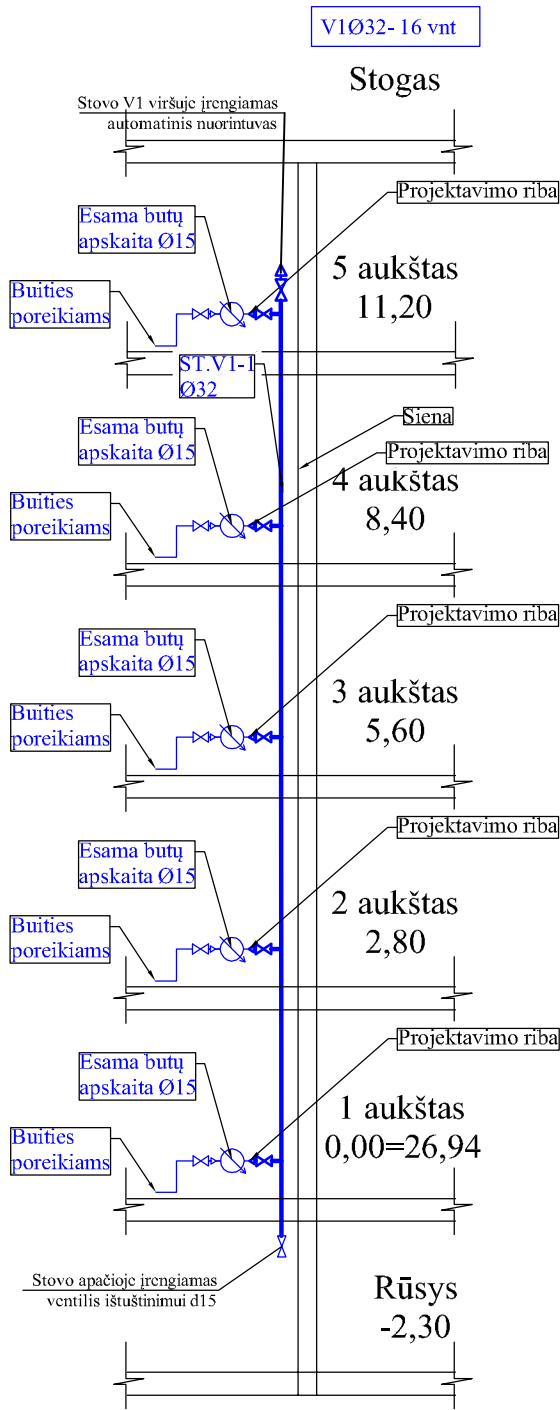 V1Ø32- 16 vnt
Stogas
Stovo V1 viršuje įrengiamas
automatinis nuorintuvas
Projektavimo riba
Esama butų
apskaita Ø15
5 aukštas
11,20
Buities
poreikiams
ST.V1-1
Ø32
Siena
Esama butų
apskaita Ø15
Projektavimo riba
4 aukštas
8,40
Buities
poreikiams
Projektavimo riba
Esama butų
apskaita Ø15
3 aukštas
5,60
Buities
poreikiams
Projektavimo riba
Esama butų
apskaita Ø15
2 aukštas
2,80
Buities
poreikiams
Projektavimo riba
Esama butų
apskaita Ø15
1 aukštas
0,00=26,94
Buities
poreikiams
Stovo apačioje įrengiamas
ventilis ištuštinimui d15
Rūsys
-2,30